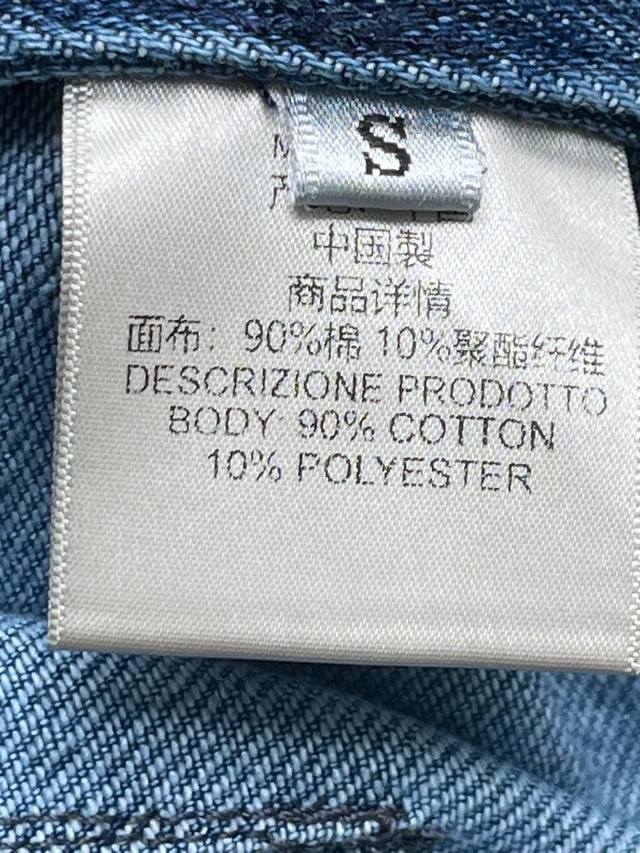 S
中国製
商品详情
面布: 90%棉 10%聚酯纤维
DESCRIZIONE PRODOTTO
BODY: 90% COTTON
10% POLYESTER